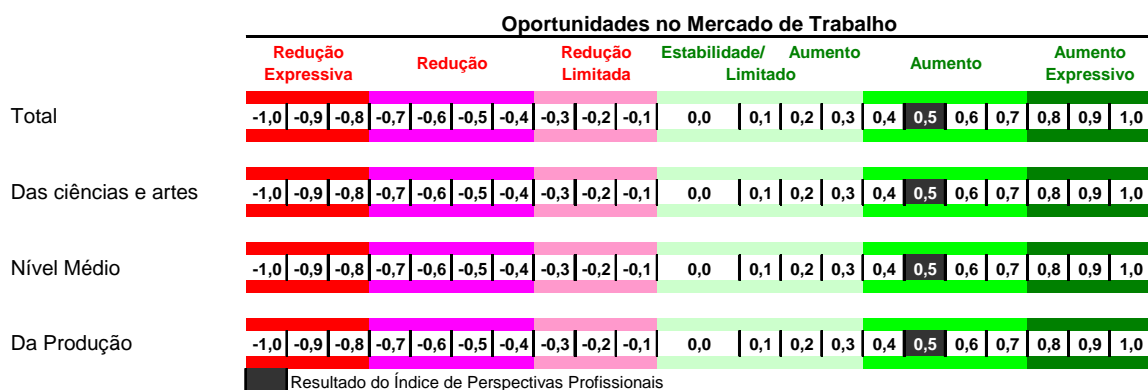 Oportunidades no Mercado de Trabalho
Redução Expressiva Redução Redução Limitada Estabilidade/ Aumento Limitado Aumento Aumento Expressivo
Total -1,0 -0,9 -0,8 -0,7 -0,6 -0,5 -0,4 -0,3 -0,2 -0,1 0,0 0,1 0,2 0,3 0,4 0,5 0,6 0,7 0,8 0,9 1,0
Das ciências e artes -1,0 -0,9 -0,8 -0,7 -0,6 -0,5 -0,4 -0,3 -0,2 -0,1 0,0 0,1 0,2 0,3 0,4 0,5 0,6 0,7 0,8 0,9 1,0
Nível Médio -1,0 -0,9 -0,8 -0,7 -0,6 -0,5 -0,4 -0,3 -0,2 -0,1 0,0 0,1 0,2 0,3 0,4 0,5 0,6 0,7 0,8 0,9 1,0
Da Produção -1,0 -0,9 -0,8 -0,7 -0,6 -0,5 -0,4 -0,3 -0,2 -0,1 0,0 0,1 0,2 0,3 0,4 0,5 0,6 0,7 0,8 0,9 1,0
Resultado do Índice de Perspectivas Profissionais